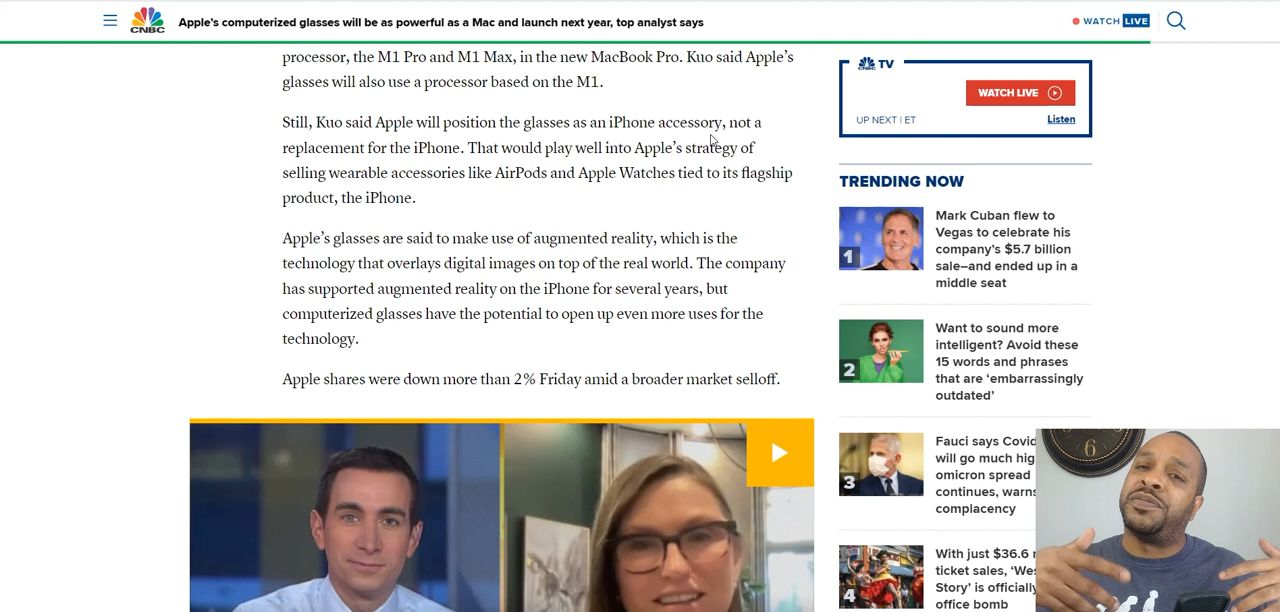 CNBC
Apple’s computerized glasses will be as powerful as a Mac and launch next year, top analyst says
WATCH LIVE
processor, the M1 Pro and M1 Max, in the new MacBook Pro. Kuo said Apple’s
glasses will also use a processor based on the M1.
Still, Kuo said Apple will position the glasses as an iPhone accessory, not a
replacement for the iPhone. That would play well into Apple’s strategy of
selling wearable accessories like AirPods and Apple Watches tied to its flagship
product, the iPhone.
Apple’s glasses are said to make use of augmented reality, which is the
technology that overlays digital images on top of the real world. The company
has supported augmented reality on the iPhone for several years, but
computerized glasses have the potential to open up even more uses for the
technology.
Apple shares were down more than 2% Friday amid a broader market selloff.
CNBC TV
WATCH LIVE
UP NEXT | ET
Listen
TRENDING NOW
1
Mark Cuban flew to
Vegas to celebrate his
company’s $5.7 billion
sale–and ended up in a
middle seat
2
Want to sound more
intelligent? Avoid these
15 words and phrases
that are ‘embarrassingly
outdated’
3
Fauci says Covid
will go much hig
omicron spread
continues, warns
complacency
4
With just $36.6
ticket sales, ‘Wes
Story’ is officially
office bomb
6